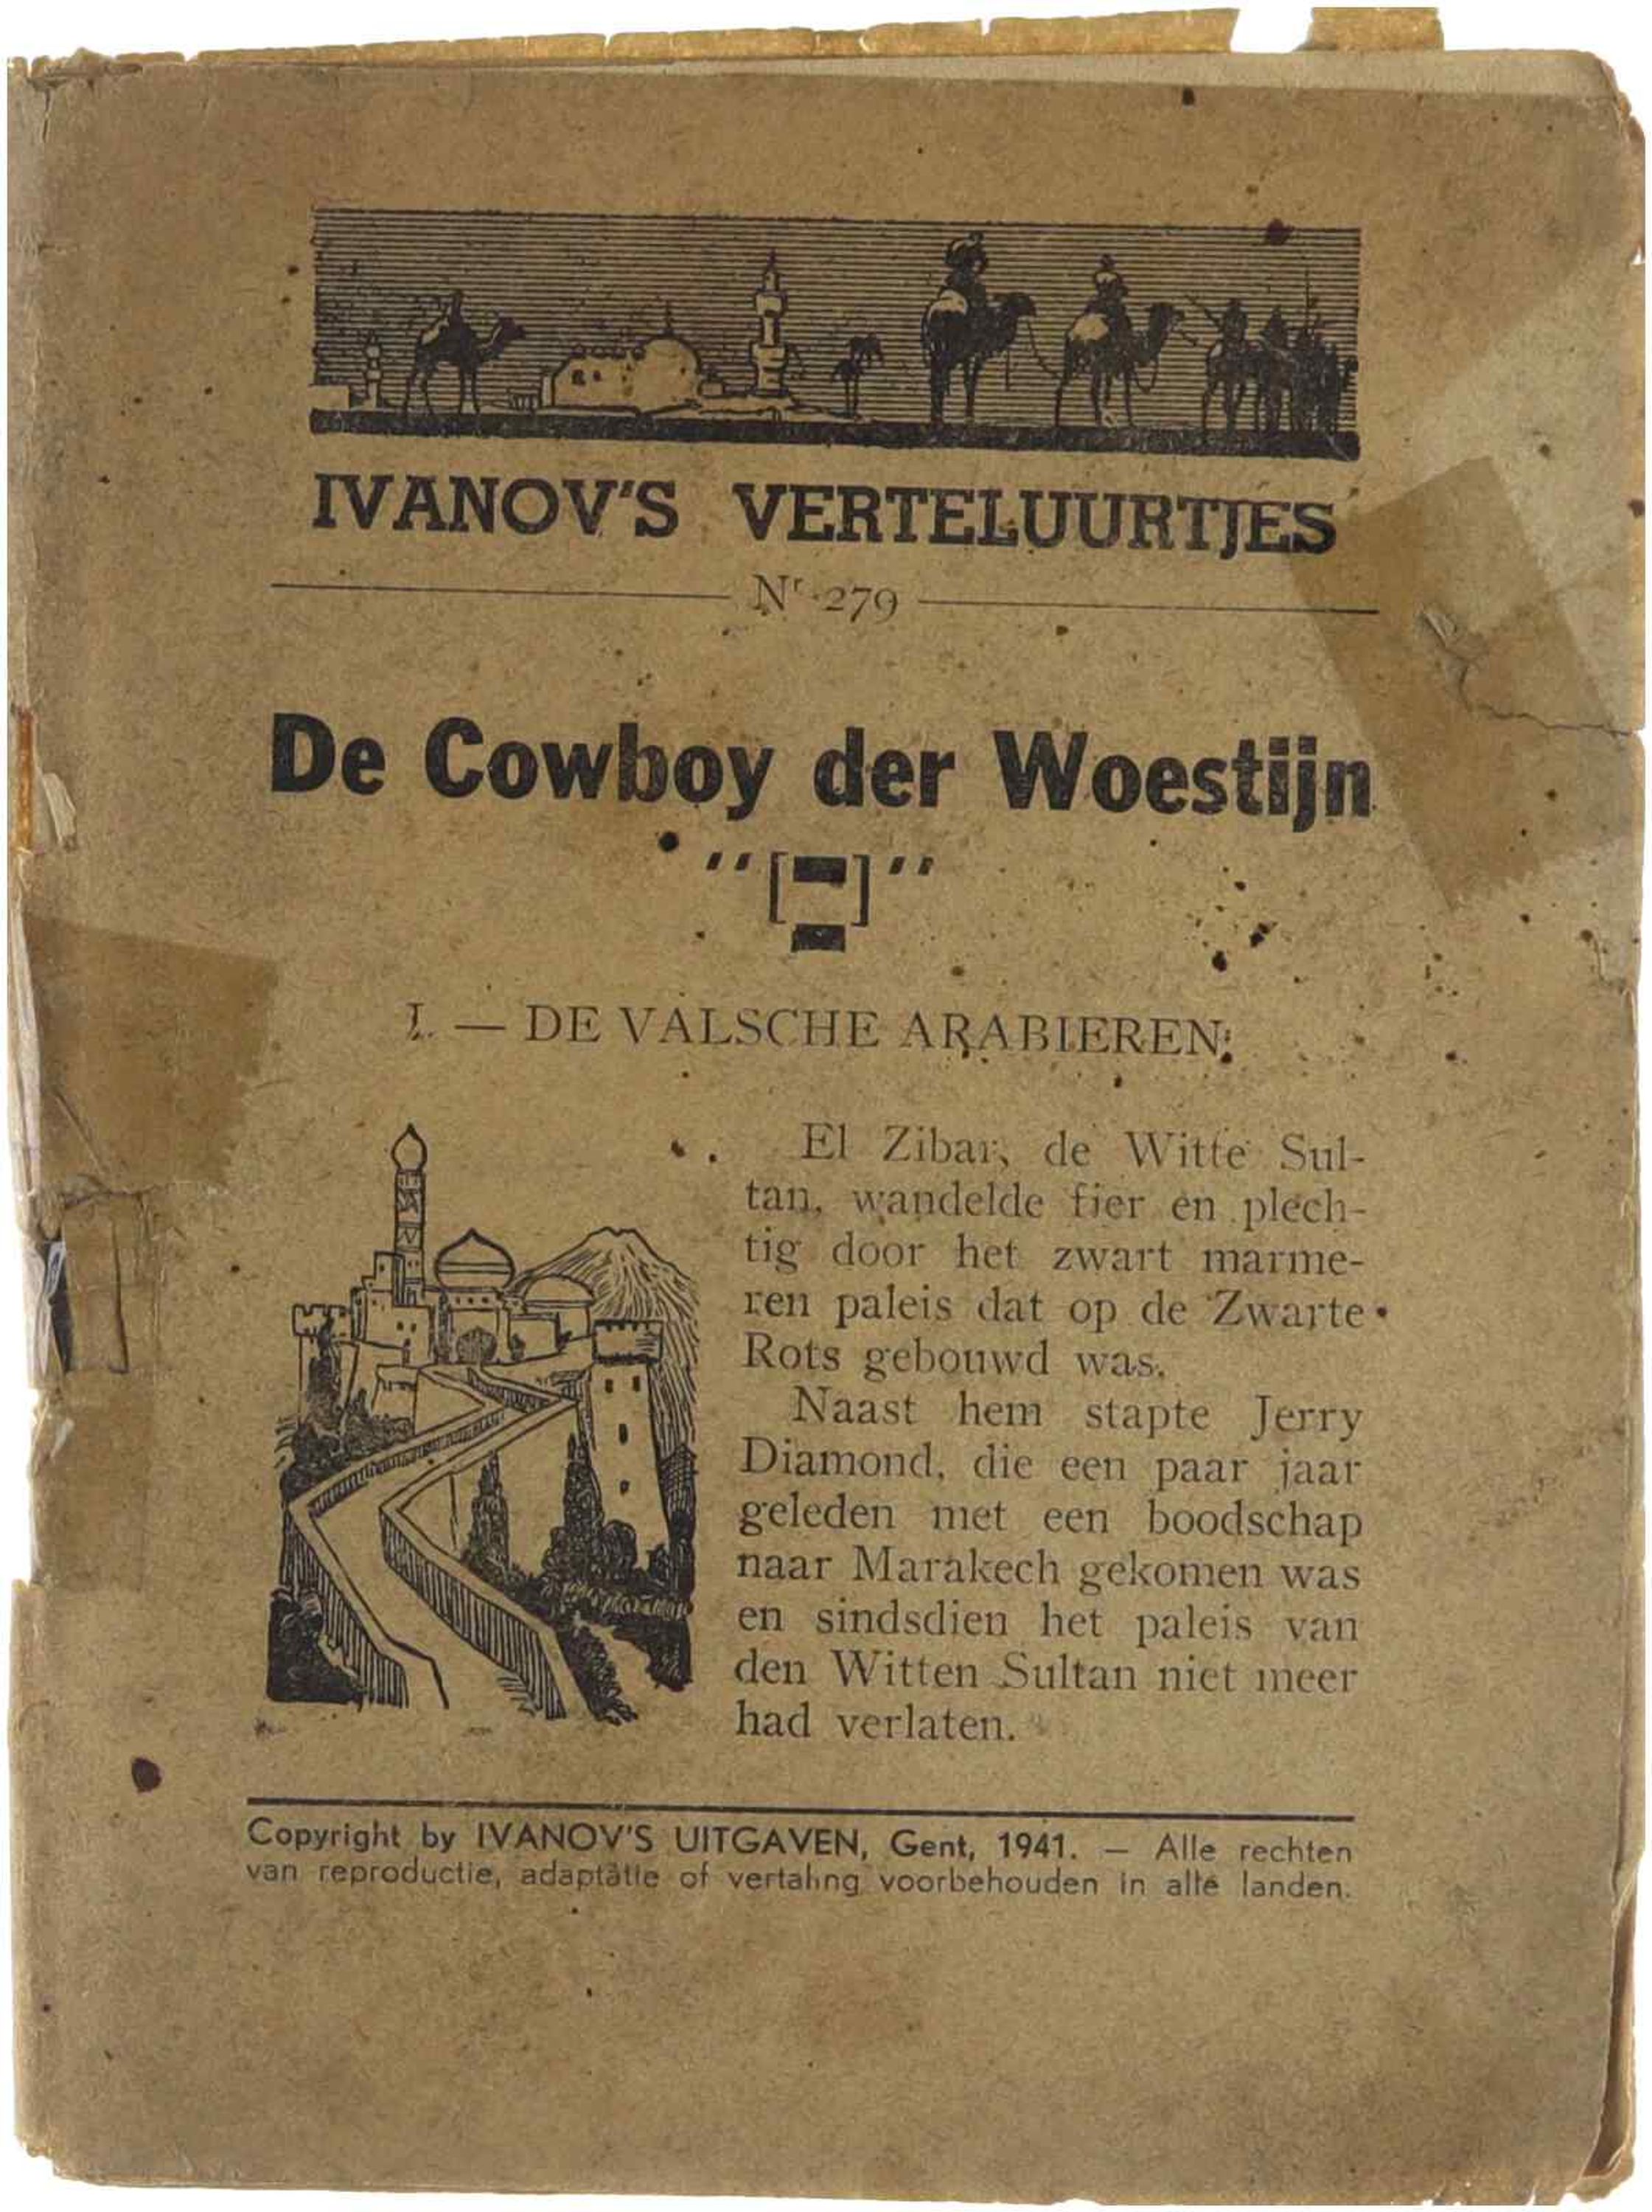 IVANOV'S VERTELUURTJES
Nr 279
De Cowboy der Woestijn
I. — DE VALSCHE ARABIEREN.
El Zibar, de Witte Sul-
tan, wandelde fier en plech-
tig door het zwart marme-
ren paleis dat op de Zwarte
Rots gebouwd was.
Naast hem stapte Jerry
Diamond, die een paar jaar
geleden met een boodschap
naar Marakech gekomen was
en sindsdien het paleis van
den Witten Sultan niet meer
had verlaten.
Copyright by IVANOV'S UITGAVEN, Gent, 1941. — Alle rechten
van reproductie, adaptatie of vertaling voorbehouden in alle landen.